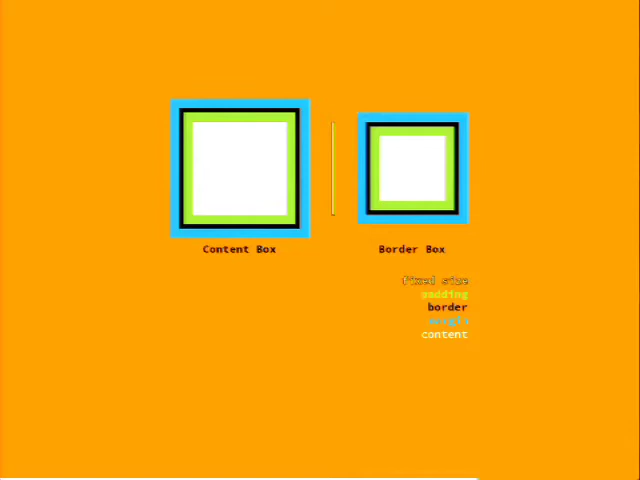 Content Box
Border Box
fixed size
padding
border
margin
content